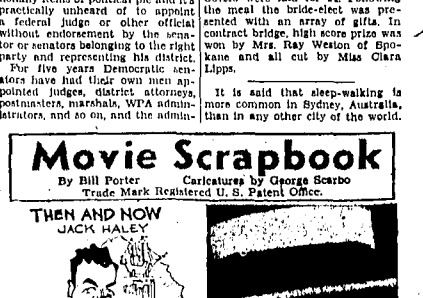 practically unheard of to appoint
a federal judge or other official
without endorsement by the sena-
tor or senators belonging to the right
party and representing his district.
For five years Democratic sen-
ators have had their own men ap-
pointed judges, district attorneys,
postmasters, marshals, WPA admin-
istrators, and so on, and the admin-
the meal the bride-elect was pre-
sented with an array of gifts. In
contract bridge, high score prize was
won by Mrs. Ray Weston of Spo-
kane and all cut by Miss Clara
Lipps.
It is said that sleep-walking is
more common in Sydney, Australia,
than in any other city of the world.
Movie Scrapbook
By Bill Porter Caricatures by George Scarbo
Trade Mark Registered U. S. Patent Office.
THEN AND NOW
JACK HALEY